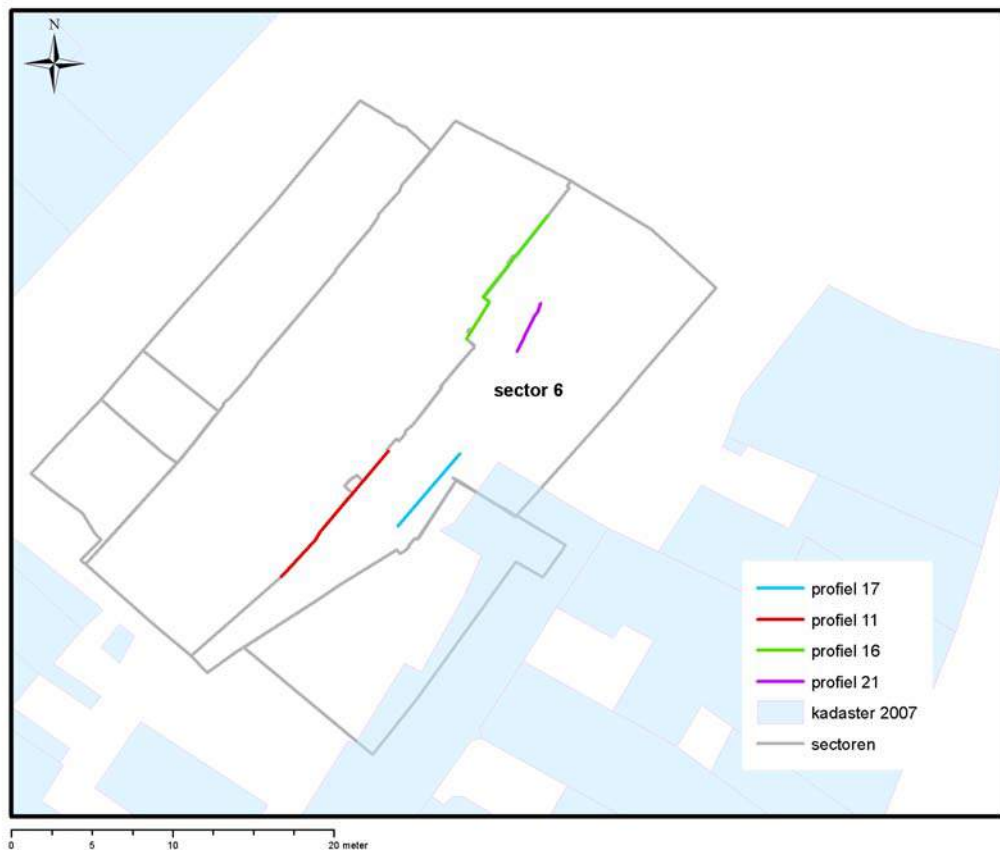 N
sector 6
profiel 17
profiel 11
profiel 16
profiel 21
kadaster 2007
sectoren
0 5 10 20 meter